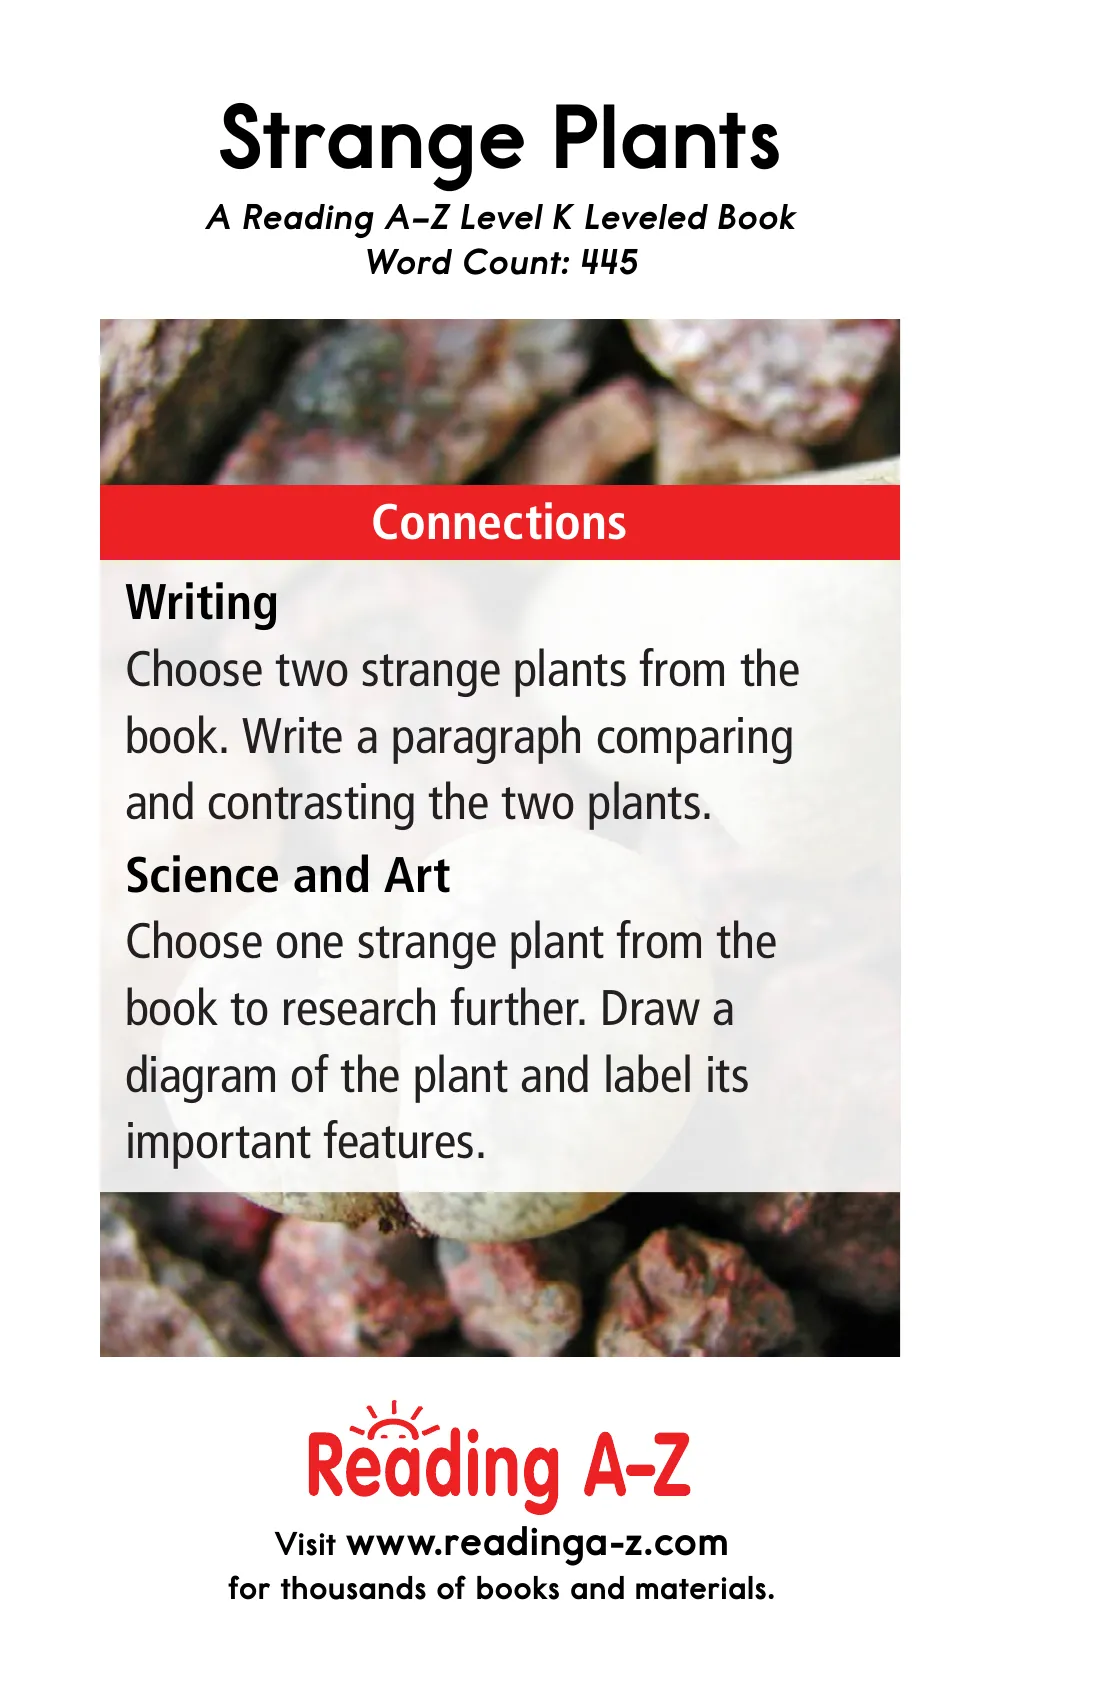 Strange Plants
A Reading A–Z Level K Leveled Book
Word Count: 445
Connections
Writing
Choose two strange plants from the
book. Write a paragraph comparing
and contrasting the two plants.
Science and Art
Choose one strange plant from the
book to research further. Draw a
diagram of the plant and label its
important features.
Reading A–Z
Visit www.readinga-z.com
for thousands of books and materials.